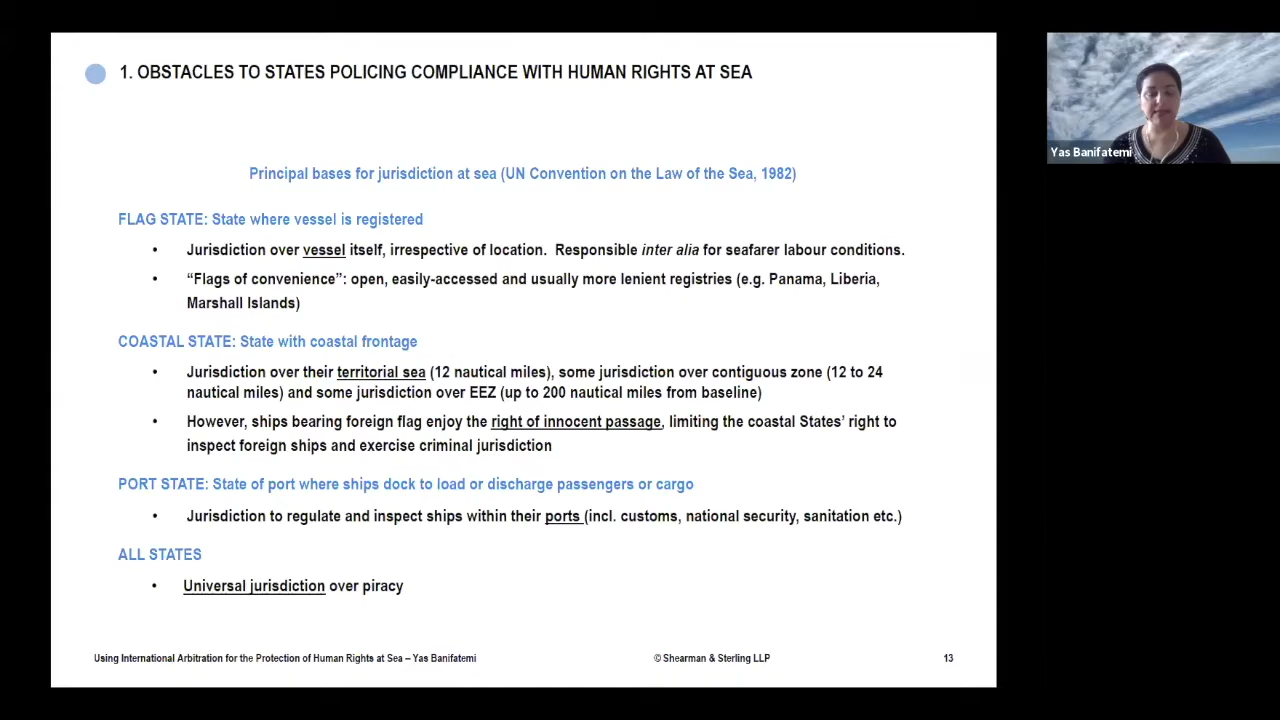 1. OBSTACLES TO STATES POLICING COMPLIANCE WITH HUMAN RIGHTS AT SEA
Yas Banifatemi
Principal bases for jurisdiction at sea (UN Convention on the Law of the Sea, 1982)
FLAG STATE: State where vessel is registered
• Jurisdiction over vessel itself, irrespective of location. Responsible inter alia for seafarer labour conditions.
• “Flags of convenience”: open, easily-accessed and usually more lenient registries (e.g. Panama, Liberia,
Marshall Islands)
COASTAL STATE: State with coastal frontage
• Jurisdiction over their territorial sea (12 nautical miles), some jurisdiction over contiguous zone (12 to 24
nautical miles) and some jurisdiction over EEZ (up to 200 nautical miles from baseline)
• However, ships bearing foreign flag enjoy the right of innocent passage, limiting the coastal States’ right to
inspect foreign ships and exercise criminal jurisdiction
PORT STATE: State of port where ships dock to load or discharge passengers or cargo
• Jurisdiction to regulate and inspect ships within their ports (incl. customs, national security, sanitation etc.)
ALL STATES
• Universal jurisdiction over piracy
Using International Arbitration for the Protection of Human Rights at Sea – Yas Banifatemi
© Shearman & Sterling LLP
13